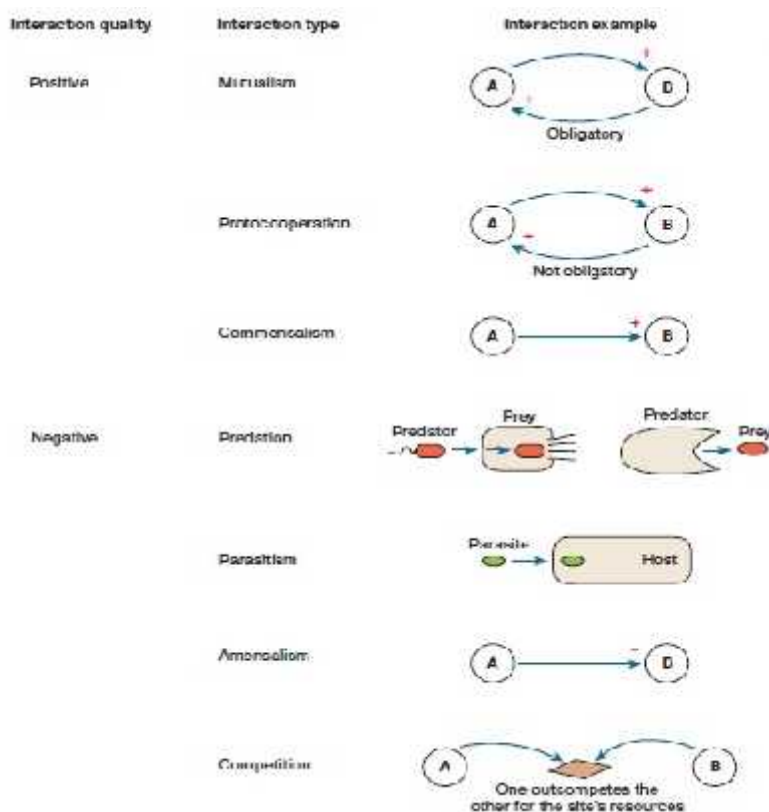 Interaction quality Interaction type Interaction example
Positive Mutualism
A B
Obligatory
Protocooperation
A B
Not obligatory
Commensalism
A B
Negative Predation
Predator Prey Predator Prey
Parasitism
Parasite Host
Amensalism
A B
Competition
A B
One outcompetes the
other for the site's resources